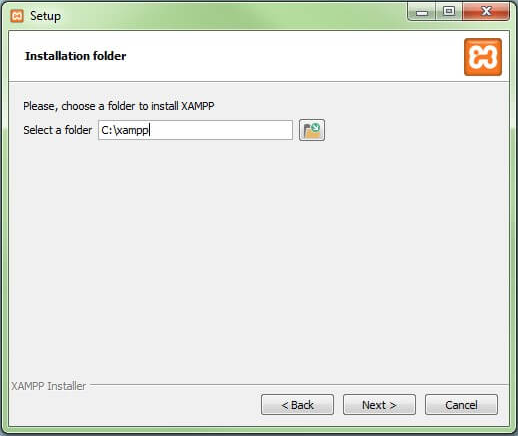 Setup
Installation folder
Please, choose a folder to install XAMPP
Select a folder C:\xampp
XAMPP Installer
< Back Next > Cancel